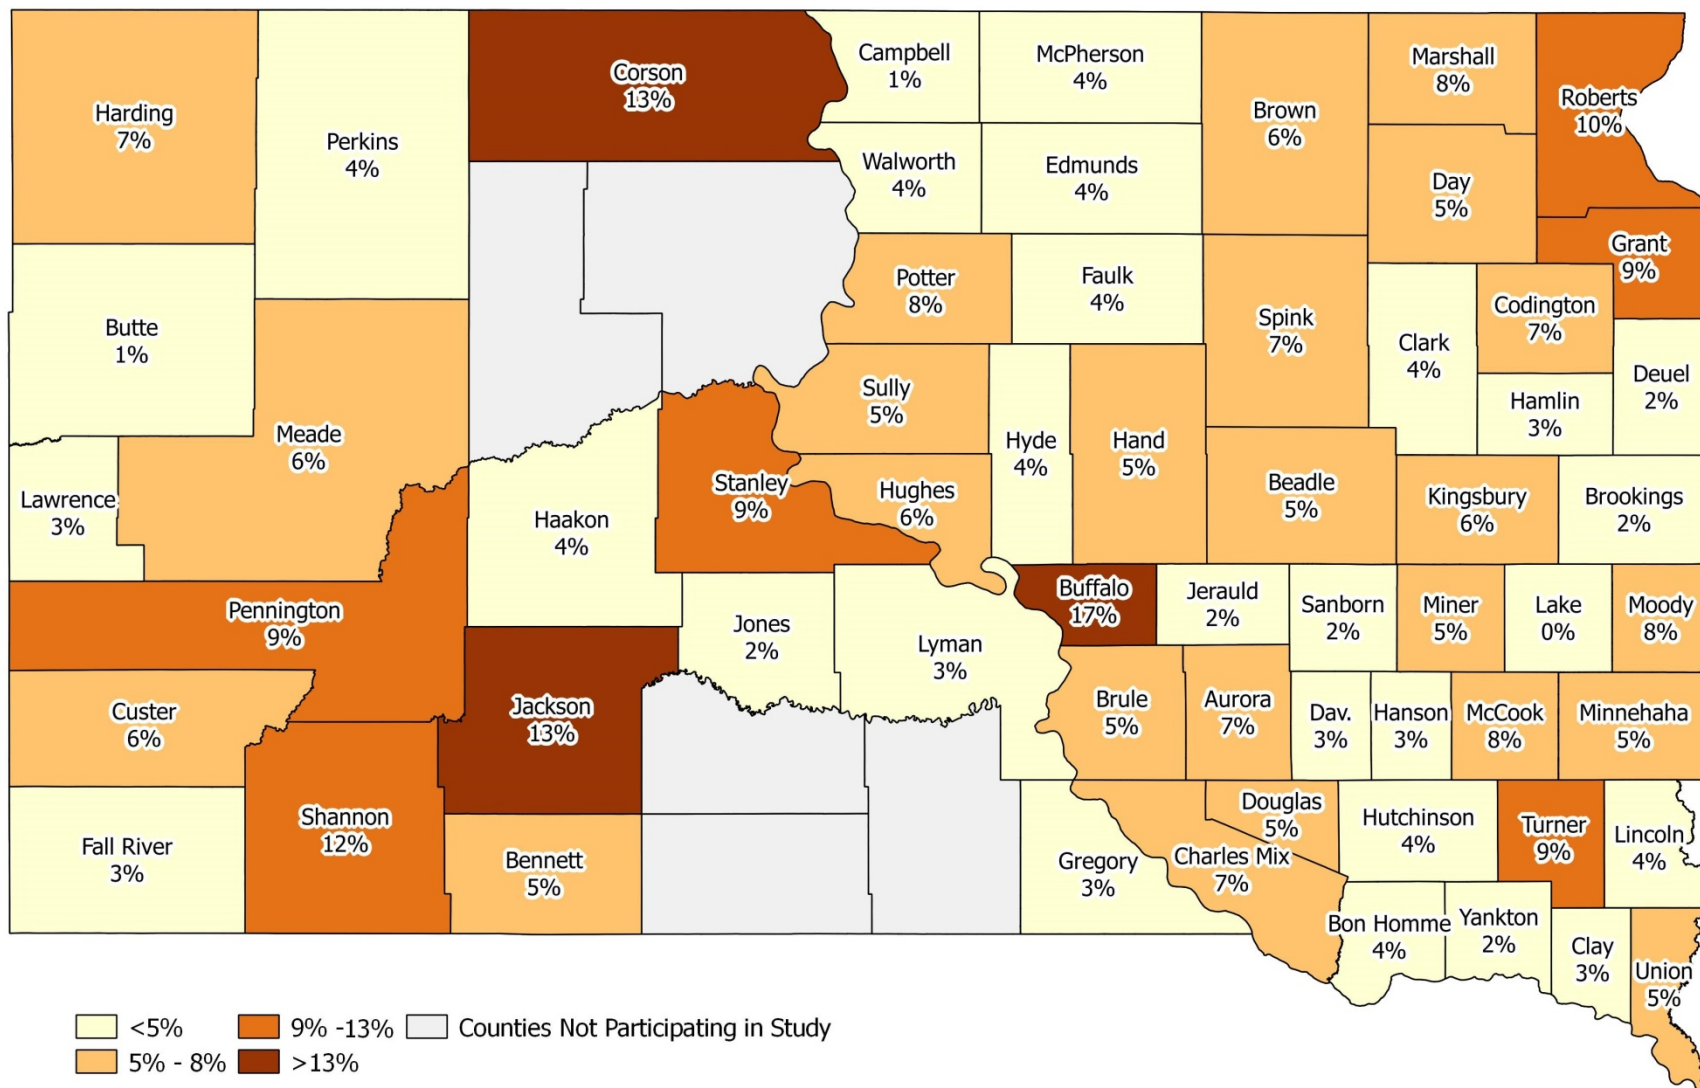 Harding
7%
Perkins
4%
Corson
13%
Campbell
1%
McPherson
4%
Brown
6%
Marshall
8%
Roberts
10%
Walworth
4%
Edmunds
4%
Day
5%
Grant
9%
Butte
1%
Potter
8%
Faulk
4%
Spink
7%
Clark
4%
Codington
7%
Deuel
2%
Hamlin
3%
Meade
6%
Sully
5%
Hyde
4%
Hand
5%
Lawrence
3%
Haakon
4%
Stanley
9%
Hughes
6%
Beadle
5%
Kingsbury
6%
Brookings
2%
Pennington
9%
Jones
2%
Lyman
3%
Buffalo
17%
Jerauld
2%
Sanborn
2%
Miner
5%
Lake
0%
Moody
8%
Custer
6%
Jackson
13%
Brule
5%
Aurora
7%
Dav.
3%
Hanson
3%
McCook
8%
Minnehaha
5%
Fall River
3%
Shannon
12%
Bennett
5%
Gregory
3%
Douglas
5%
Charles Mix
7%
Hutchinson
4%
Turner
9%
Lincoln
4%
Bon Homme
4%
Yankton
2%
Clay
3%
Union
5%
<5%
9% -13%
Counties Not Participating in Study
5% - 8%
>13%